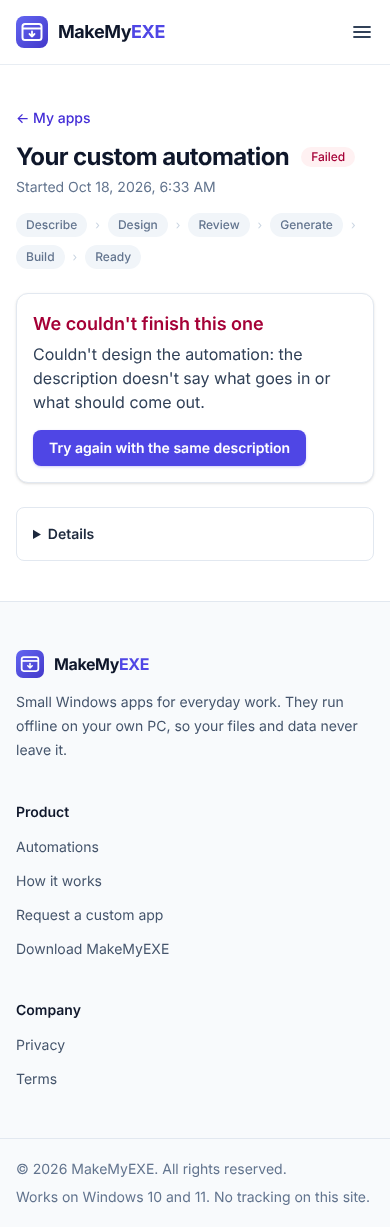 MakeMyEXE
← My apps
Your custom automation Failed
Started Oct 18, 2026, 6:33 AM
Describe › Design › Review › Generate ›
Build › Ready
We couldn't finish this one
Couldn't design the automation: the
description doesn't say what goes in or
what should come out.
Try again with the same description
▶ Details
MakeMyEXE
Small Windows apps for everyday work. They run
offline on your own PC, so your files and data never
leave it.
Product
Automations
How it works
Request a custom app
Download MakeMyEXE
Company
Privacy
Terms
© 2026 MakeMyEXE. All rights reserved.
Works on Windows 10 and 11. No tracking on this site.